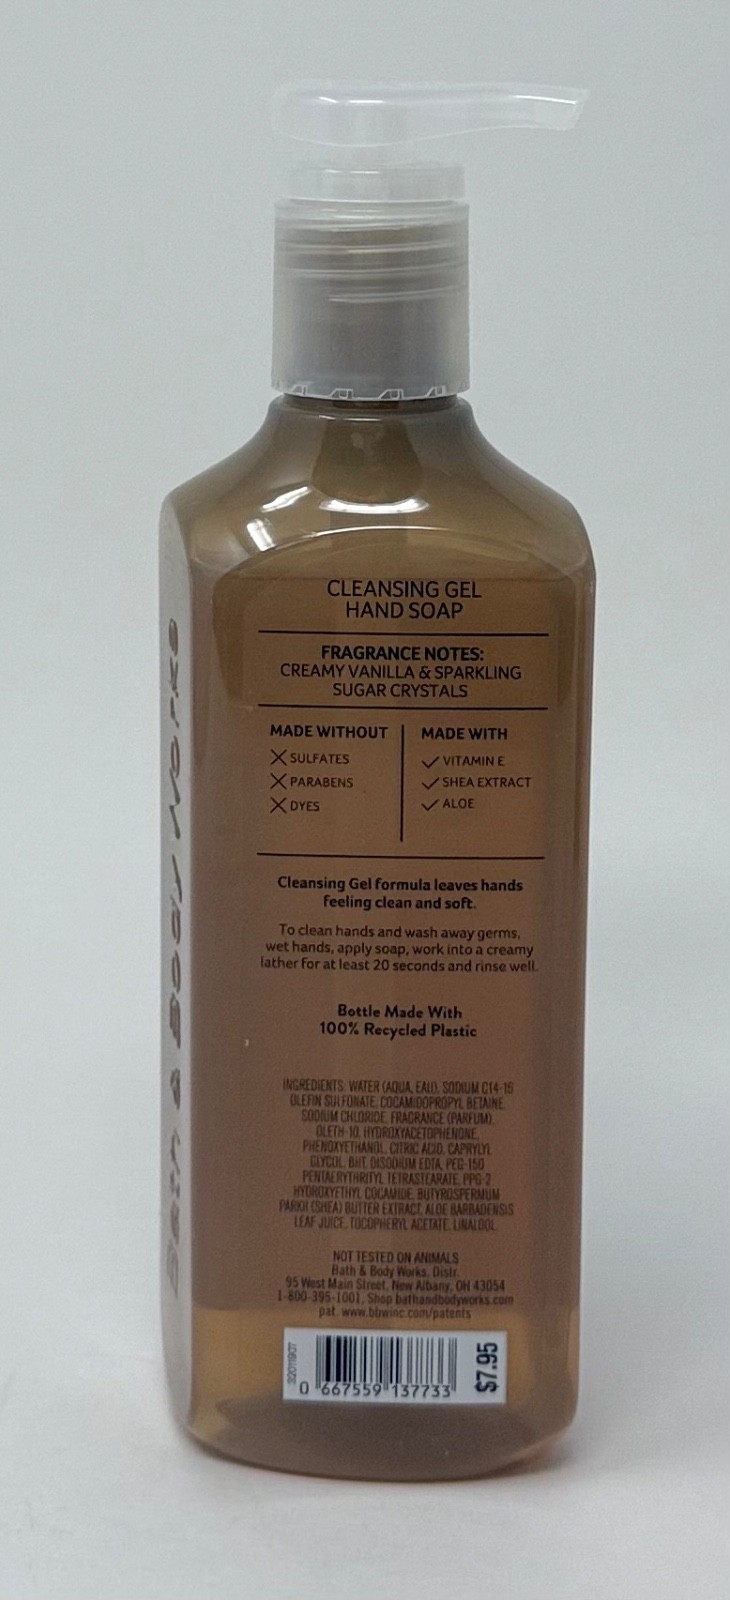 CLEANSING GEL
HAND SOAP
FRAGRANCE NOTES:
CREAMY VANILLA & SPARKLING
SUGAR CRYSTALS
MADE WITHOUT
SULFATES
PARABENS
DYES
MADE WITH
VITAMIN E
SHEA EXTRACT
ALOE
Cleansing Gel formula leaves hands
feeling clean and soft.
To clean hands and wash away germs,
wet hands, apply soap, work into a creamy
lather for at least 20 seconds and rinse well.
Bottle Made With
100% Recycled Plastic
INGREDIENTS: WATER (AQUA, EAU), SODIUM C14-16
OLEFIN SULFONATE, COCAMIDOPROPYL BETAINE,
SODIUM CHLORIDE, FRAGRANCE (PARFUM),
OLETH-10, HYDROXYACETOPHENONE,
PHENOXYETHANOL, CITRIC ACID, CAPRYLYL
GLYCOL, BHT, DISODIUM EDTA, PEG-150
PENTAERYTHRITYL TETRASTEARATE, PPG-2
HYDROXYETHYL COCAMIDE, BUTYROSPERMUM
PARKII (SHEA) BUTTER EXTRACT, ALOE BARBADENSIS
LEAF JUICE, TOCOPHERYL ACETATE, LINALOOL.
NOT TESTED ON ANIMALS
Bath & Body Works, Distr.
95 West Main Street, New Albany, OH 43054
1-800-395-1001, Shop bathandbodyworks.com
pat. www.bbwinc.com/patents
0 667559 137733
$7.95
Bath & Body Works